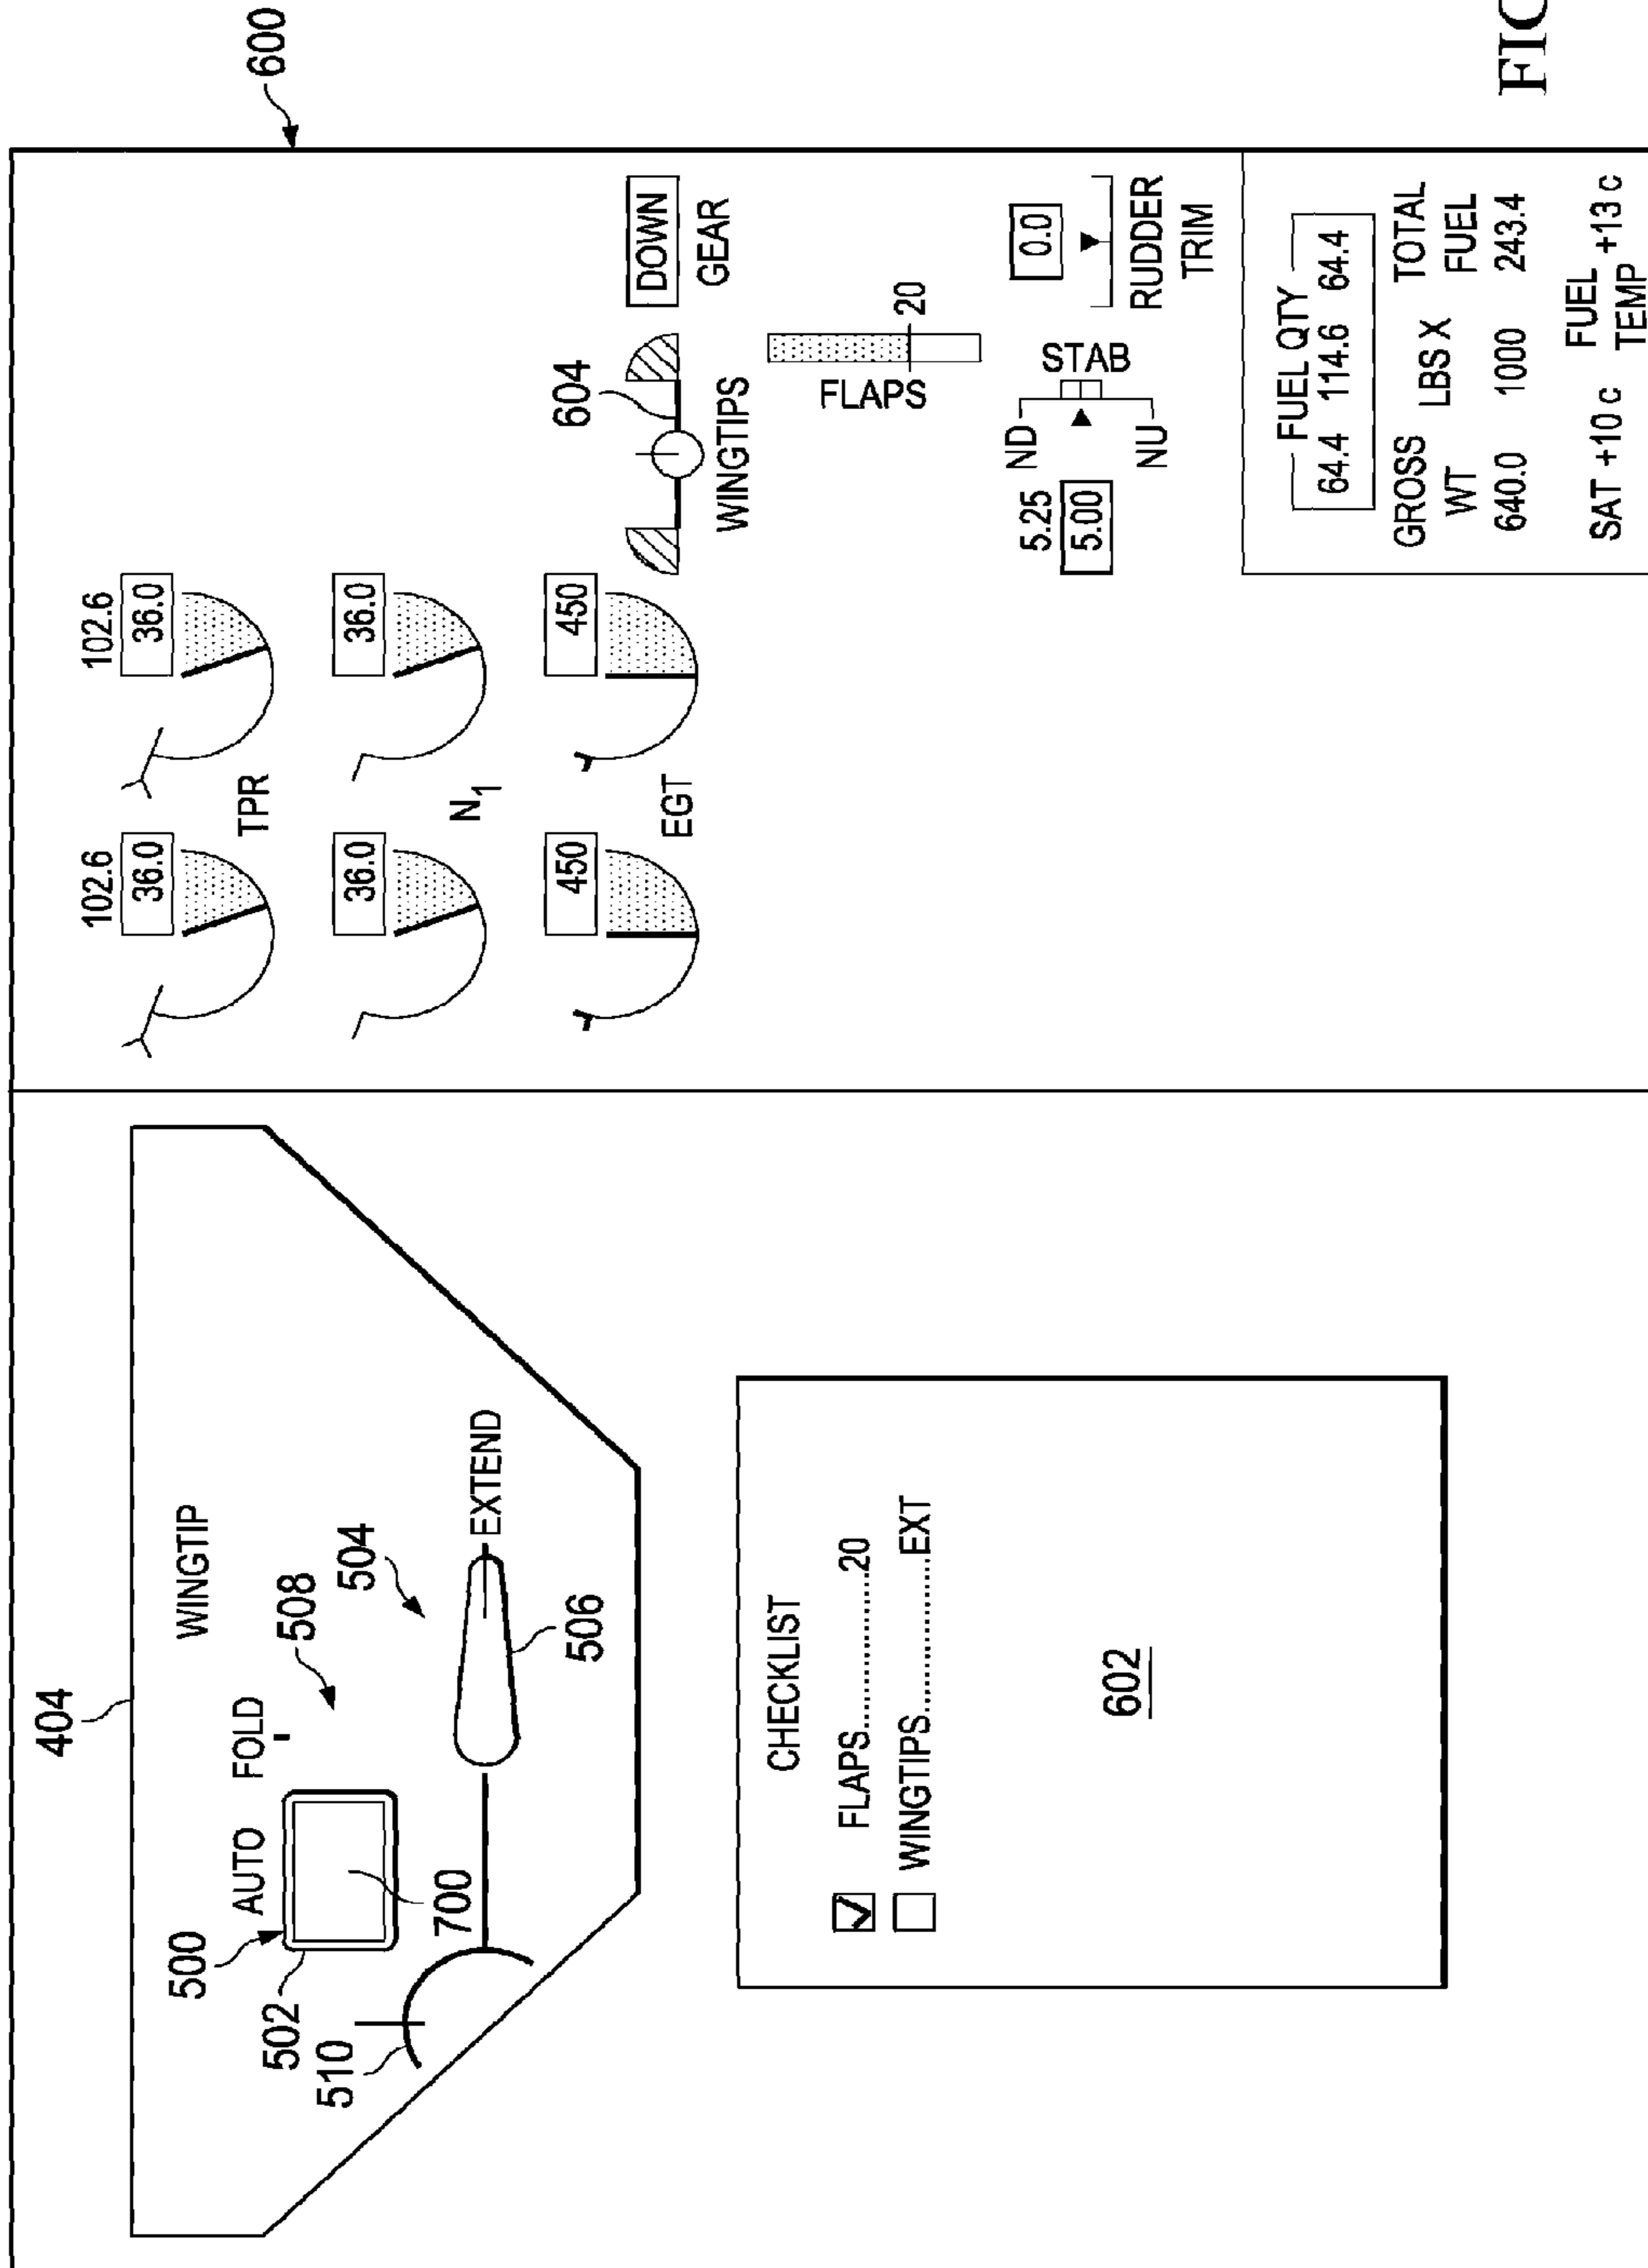 404
WINGTIP
500
AUTO
FOLD
508
502
504
510
700
EXTEND
506
CHECKLIST
FLAPS.................20
WINGTIPS...............EXT
602
600
102.6
102.6
36.0
36.0
TPR
36.0
36.0
N1
450
450
EGT
604
DOWN
WINGTIPS
GEAR
FLAPS
20
ND
5.25
STAB
5.00
0.0
NU
RUDDER
TRIM
FUEL QTY
64.4 114.6 64.4
GROSS TOTAL
WT LBS X FUEL
640.0 1000 243.4
FUEL
SAT +10 c TEMP +13 c
FIG